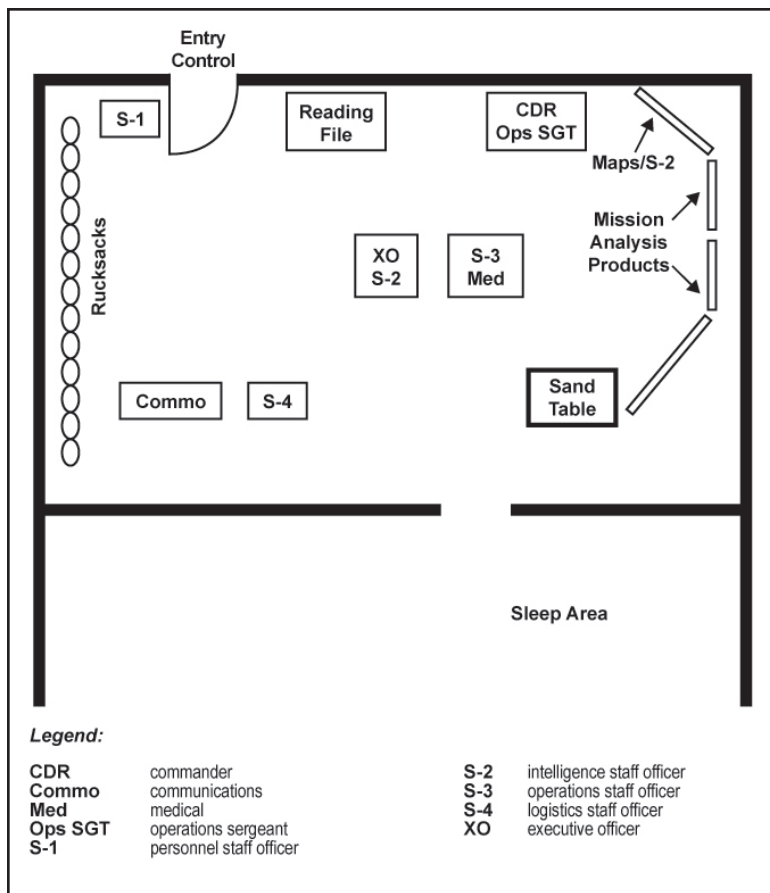 Entry
Control
S-1
Reading
File
CDR
Ops SGT
Maps/S-2
Rucksacks
Mission
Analysis
Products
XO
S-2
S-3
Med
Commo
S-4
Sand
Table
Sleep Area
Legend:
CDR commander
Commo communications
Med medical
Ops SGT operations sergeant
S-1 personnel staff officer
S-2 intelligence staff officer
S-3 operations staff officer
S-4 logistics staff officer
XO executive officer